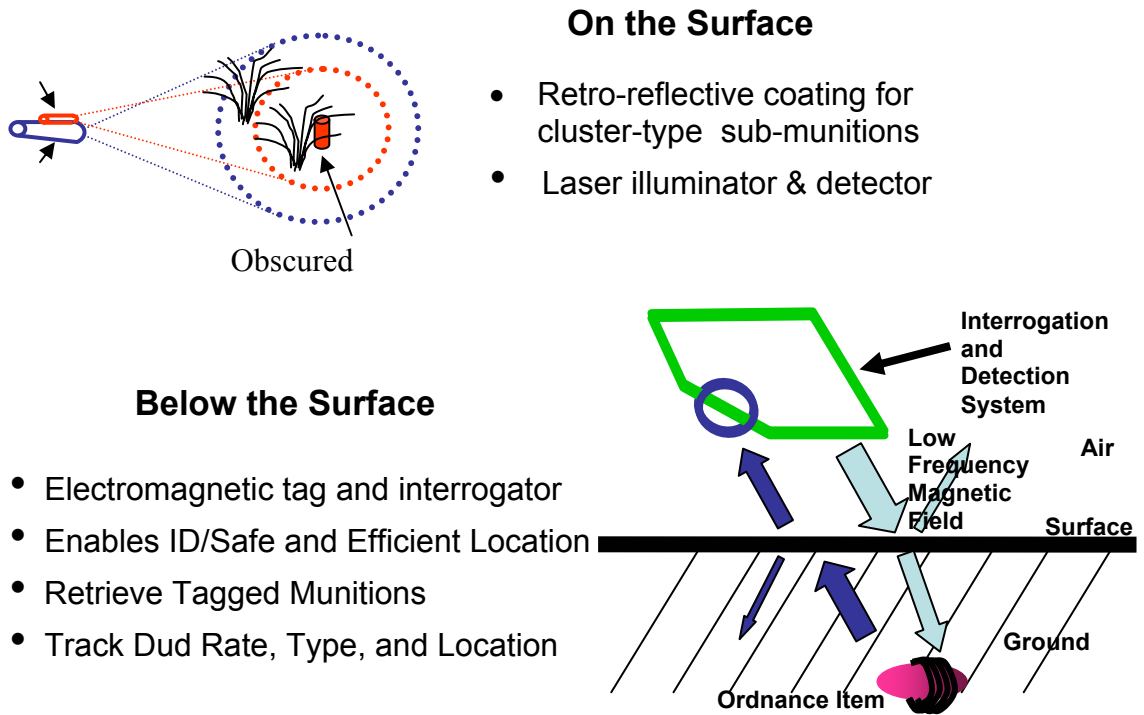 On the Surface
• Retro-reflective coating for
cluster-type sub-munitions
• Laser illuminator & detector
Obscured
Below the Surface
• Electromagnetic tag and interrogator
• Enables ID/Safe and Efficient Location
• Retrieve Tagged Munitions
• Track Dud Rate, Type, and Location
Interrogation
and
Detection
System
Low
Frequency
Magnetic
Field
Air
Surface
Ground
Ordnance Item